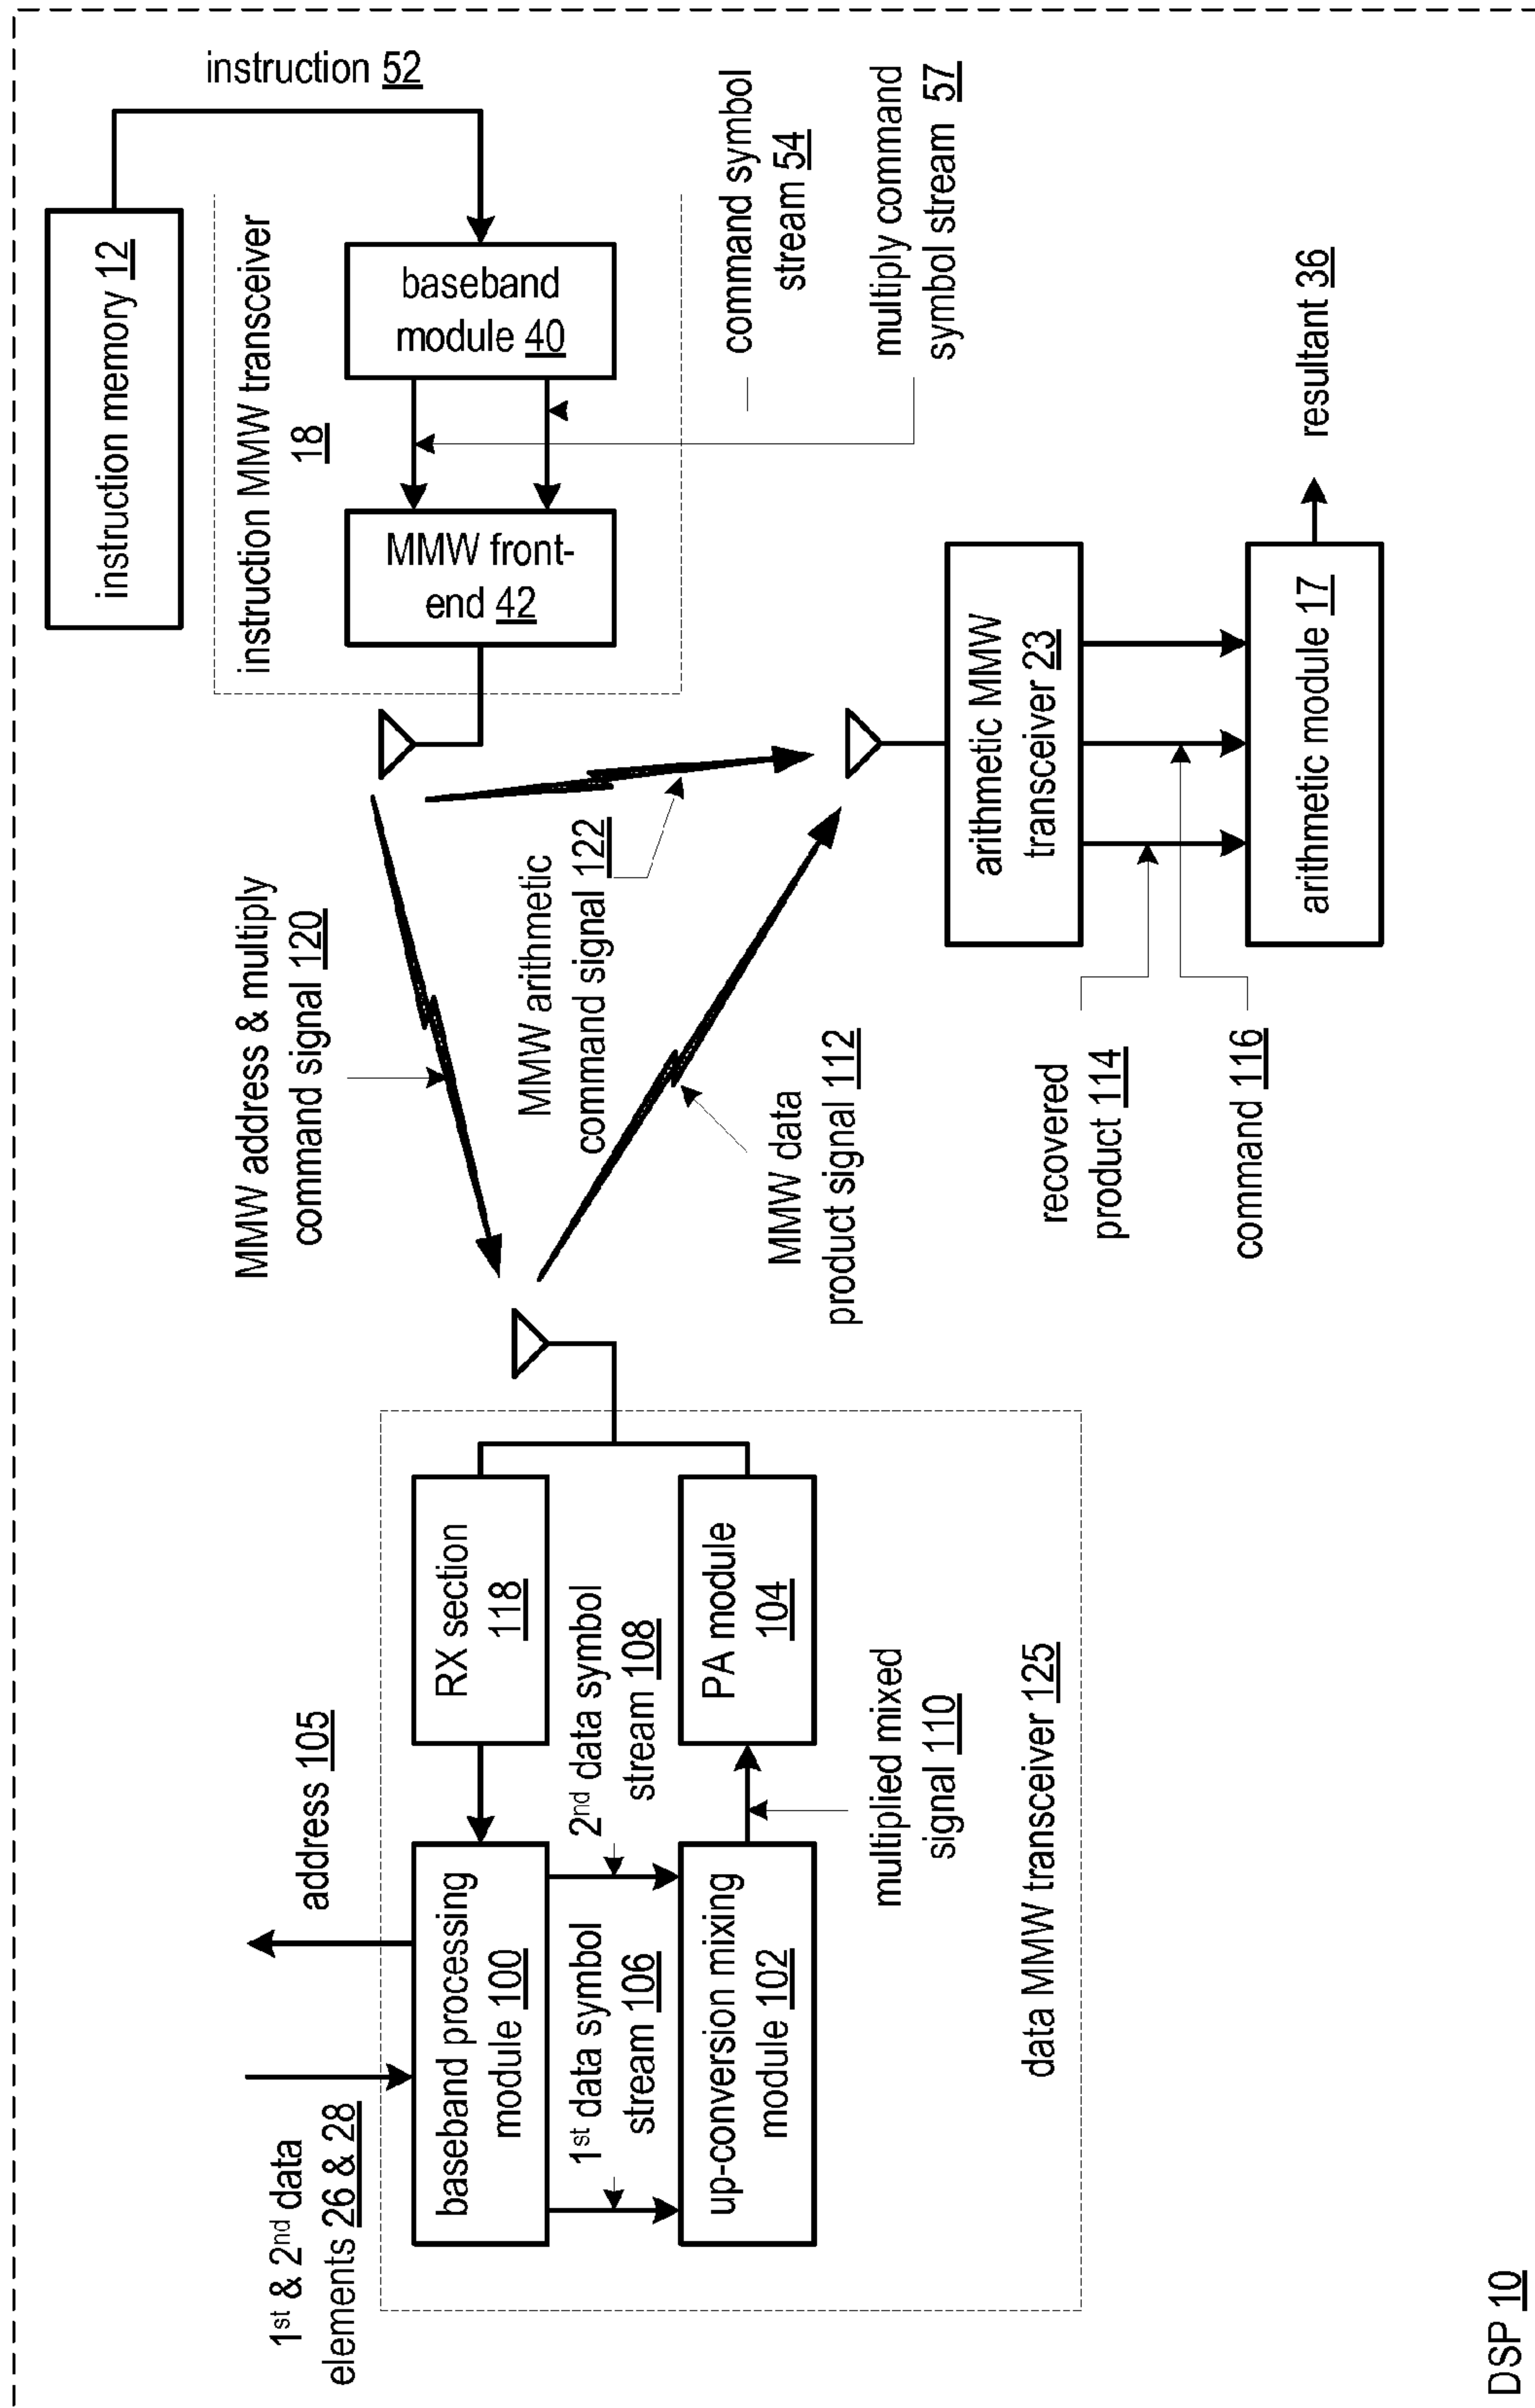 instruction memory 12
instruction 52
instruction MMW transceiver
18
baseband
module 40
MMW front-
end 42
command symbol
stream 54
multiply command
symbol stream 57
MMW address & multiply
command signal 120
MMW arithmetic
command signal 122
MMW data
product signal 112
1st & 2nd data
elements 26 & 28
address 105
baseband processing
module 100
RX section
118
1st data symbol
stream 106
2nd data symbol
stream 108
up-conversion mixing
module 102
PA module
104
multiplied mixed
signal 110
data MMW transceiver 125
arithmetic MMW
transceiver 23
recovered
product 114
command 116
arithmetic module 17
resultant 36
DSP 10